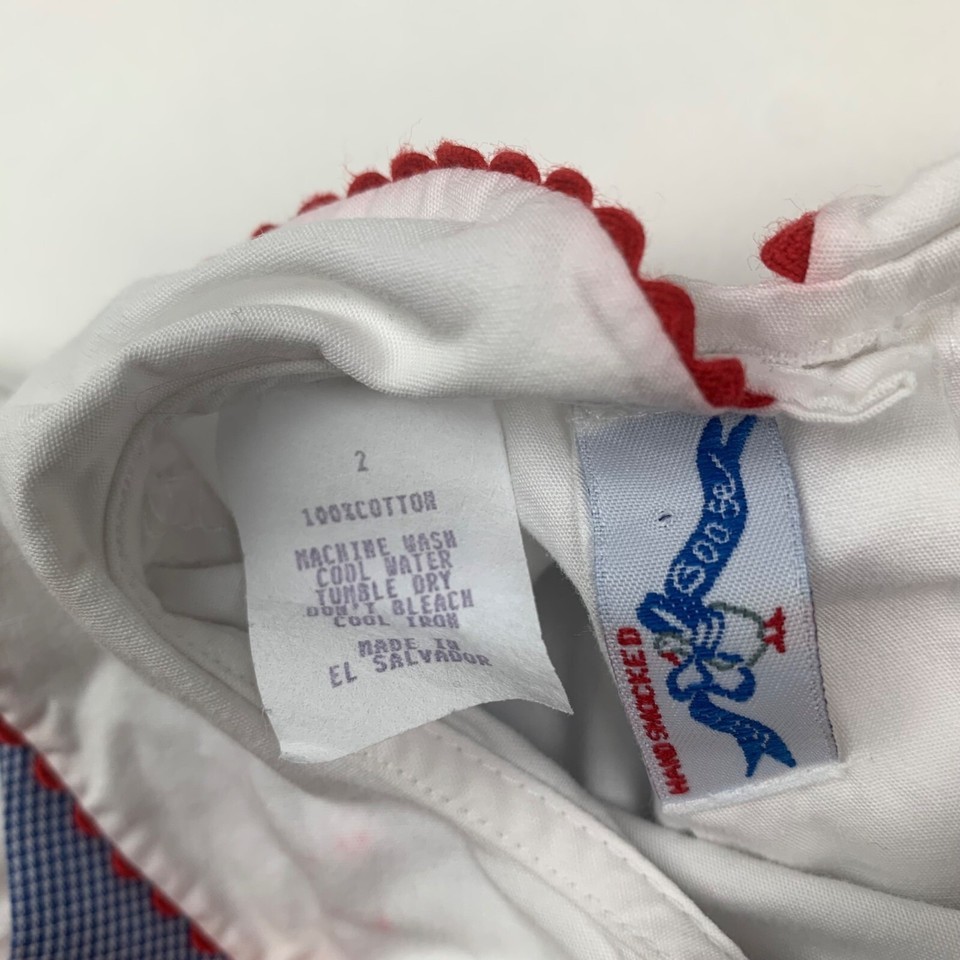 2
100%COTTON
MACHINE WASH
COOL WATER
TUMBLE DRY
DON'T BLEACH
COOL IRON
MADE IN
EL SALVADOR
Goose
HAND SMOCKED